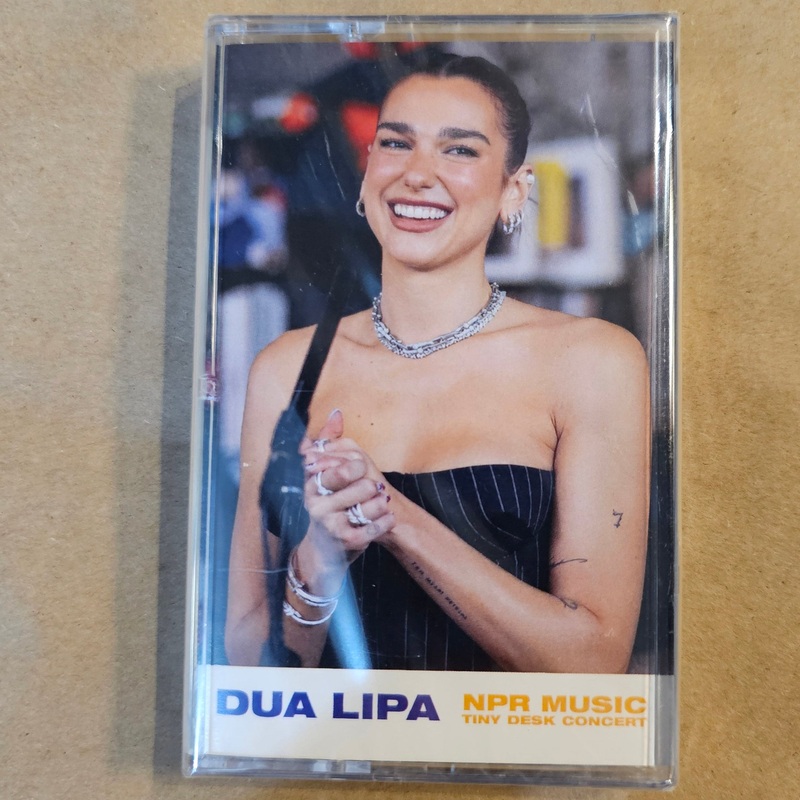 DUA LIPA
NPR MUSIC
TINY DESK CONCERT